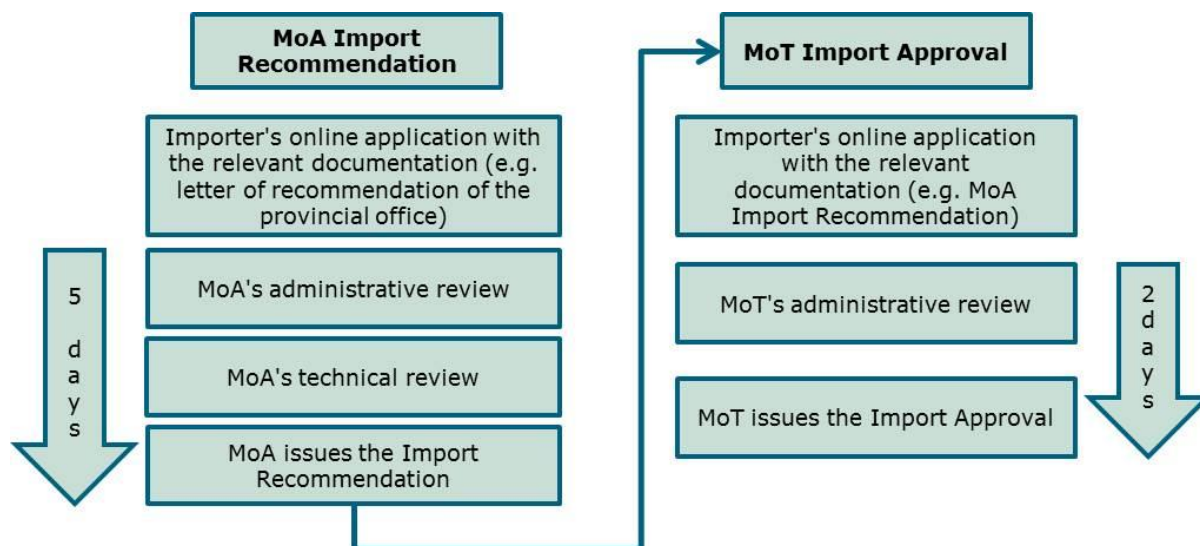 MoA Import
Recommendation
Importer's online application with
the relevant documentation (e.g.
letter of recommendation of the
provincial office)
5
days
MoA's administrative review
MoA's technical review
MoA issues the Import
Recommendation
MoT Import Approval
Importer's online application
with the relevant
documentation (e.g. MoA
Import Recommendation)
MoT's administrative review
MoT issues the Import Approval
2
days